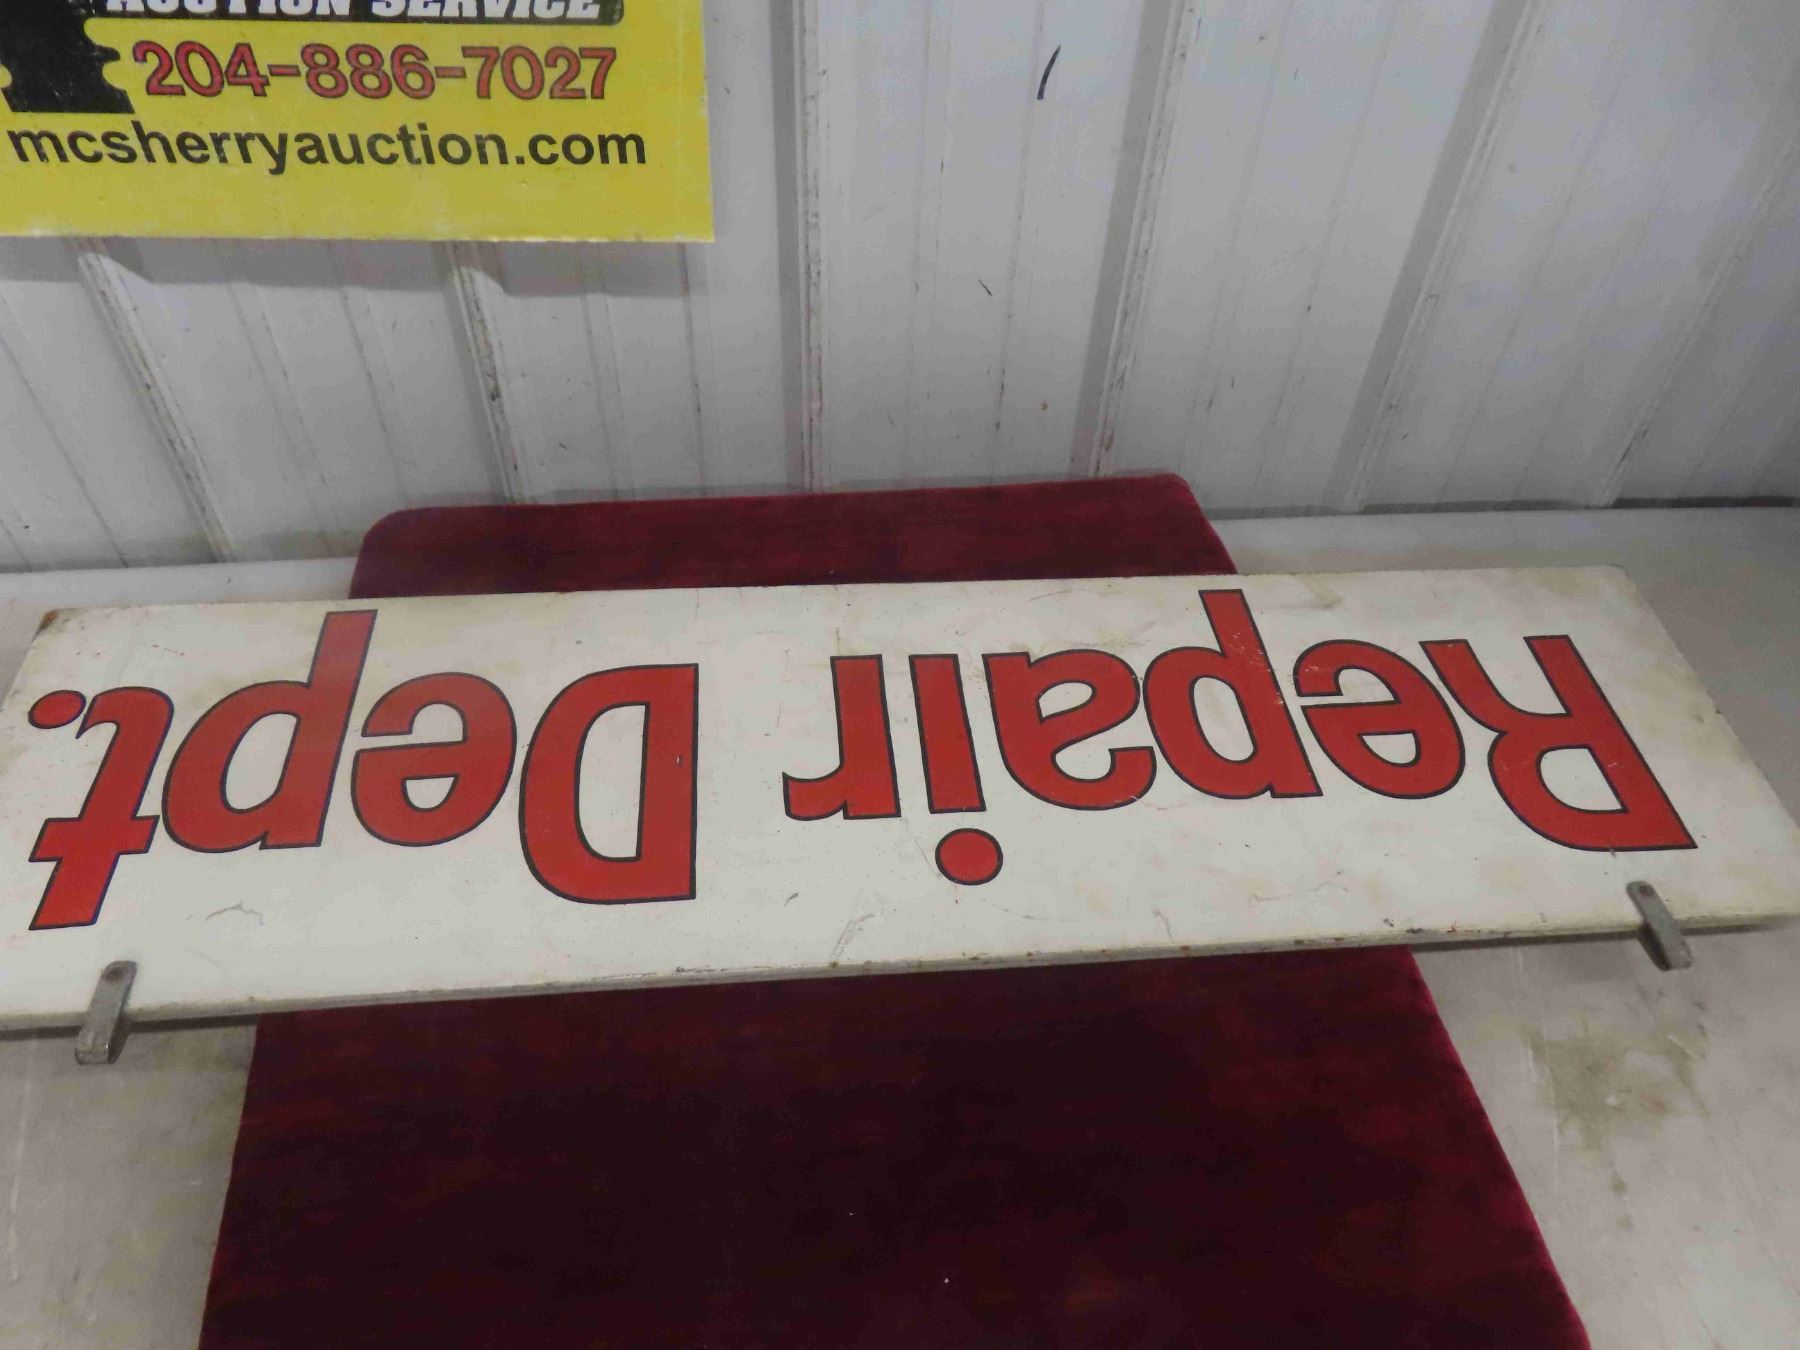 AUCTION SERVICE
204-886-7027
mcsherryauction.com
Repair Dept.